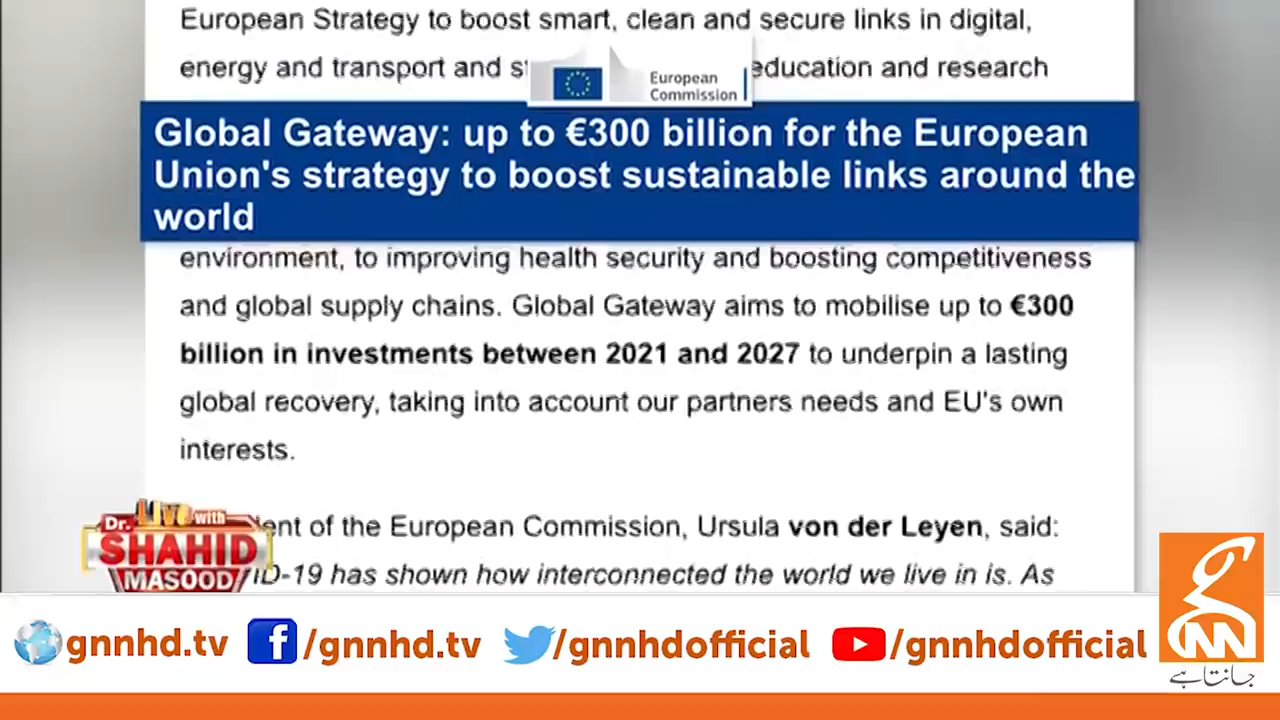 European Strategy to boost smart, clean and secure links in digital,
energy and transport and education and research
European
Commission
Global Gateway: up to €300 billion for the European
Union's strategy to boost sustainable links around the
world
environment, to improving health security and boosting competitiveness
and global supply chains. Global Gateway aims to mobilise up to €300
billion in investments between 2021 and 2027 to underpin a lasting
global recovery, taking into account our partners needs and EU's own
interests.
of the European Commission, Ursula von der Leyen, said:
ID-19 has shown how interconnected the world we live in is. As
Live with
Dr.
SHAHID
MASOOD
gnnhd.tv
/gnnhd.tv
/gnnhdofficial
/gnnhdofficial
GNN
جانتا ہے